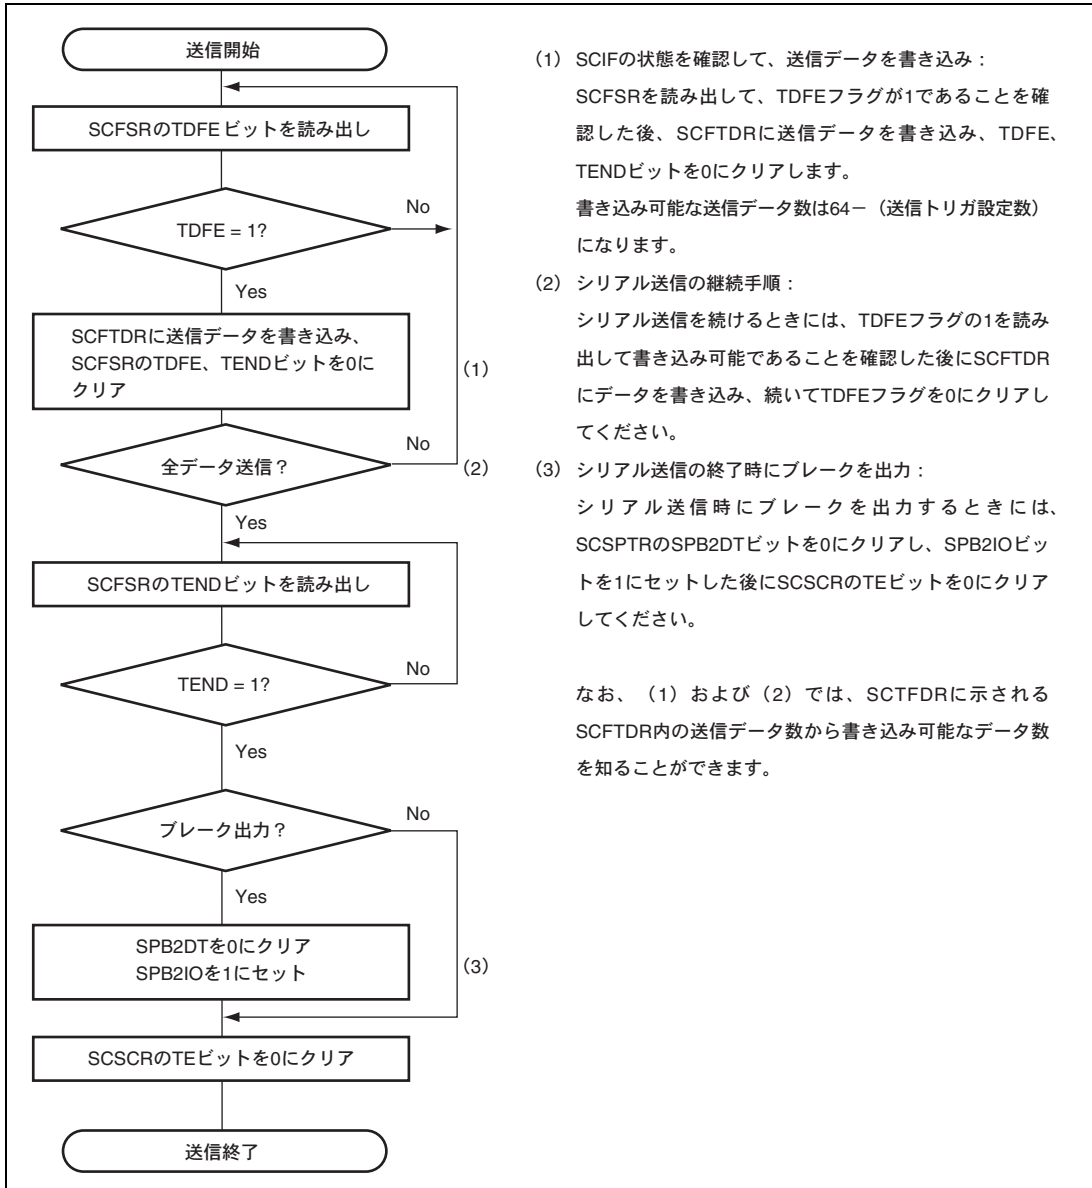 送信開始
SCFSRのTDFE ビットを読み出し
TDFE = 1?
No
Yes
SCFTDRに送信データを書き込み、
SCFSRのTDFE、TENDビットを0に
クリア
(1)
全データ送信？
No
(2)
Yes
SCFSRのTENDビットを読み出し
TEND = 1?
No
Yes
ブレーク出力？
No
Yes
SPB2DTを0にクリア
SPB2IOを1にセット
(3)
SCSCRのTEビットを0にクリア
送信終了
(1) SCIFの状態を確認して、送信データを書き込み：
SCFSRを読み出して、TDFEフラグが1であることを確
認した後、SCFTDRに送信データを書き込み、TDFE、
TENDビットを0にクリアします。
書き込み可能な送信データ数は64－（送信トリガ設定数）
になります。
(2) シリアル送信の継続手順：
シリアル送信を続けるときには、TDFEフラグの1を読み
出して書き込み可能であることを確認した後にSCFTDR
にデータを書き込み、続いてTDFEフラグを0にクリアし
てください。
(3) シリアル送信の終了時にブレークを出力：
シリアル送信時にブレークを出力するときには、
SCSPTRのSPB2DTビットを0にクリアし、SPB2IOビッ
トを1にセットした後にSCSCRのTEビットを0にクリア
してください。
なお、（1）および（2）では、SCTFDRに示される
SCFTDR内の送信データ数から書き込み可能なデータ数
を知ることができます。